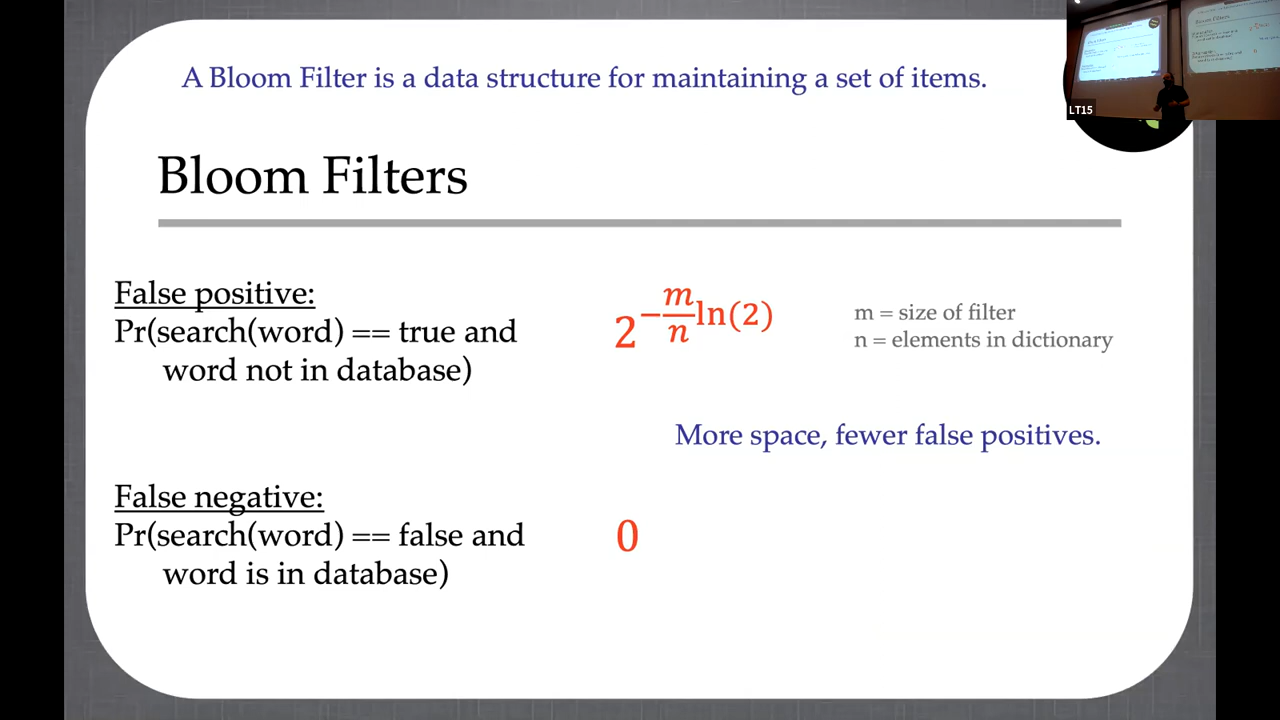 A Bloom Filter is a data structure for maintaining a set of items.
LT15
Bloom Filters
False positive:
Pr(search(word) == true and
word not in database)
2^{-\frac{m}{n}\ln(2)}
m = size of filter
n = elements in dictionary
More space, fewer false positives.
False negative:
Pr(search(word) == false and
word is in database)
0